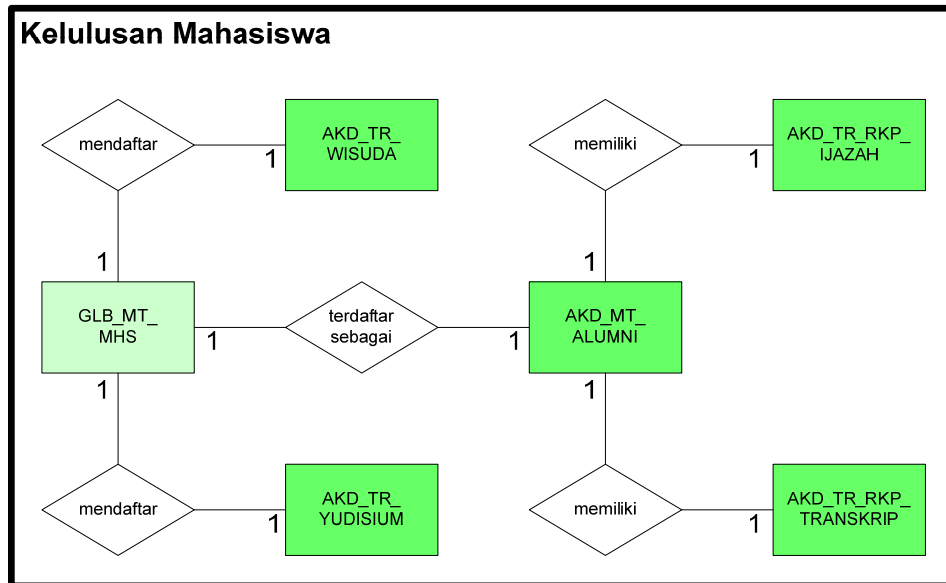 Kelulusan Mahasiswa
mendaftar
1
AKD_TR_
WISUDA
memiliki
1
AKD_TR_RKP_
IJAZAH
1
1
GLB_MT_
MHS
1
terdaftar
sebagai
1
AKD_MT_
ALUMNI
1
1
mendaftar
1
AKD_TR_
YUDISIUM
memiliki
1
AKD_TR_RKP_
TRANSKRIP